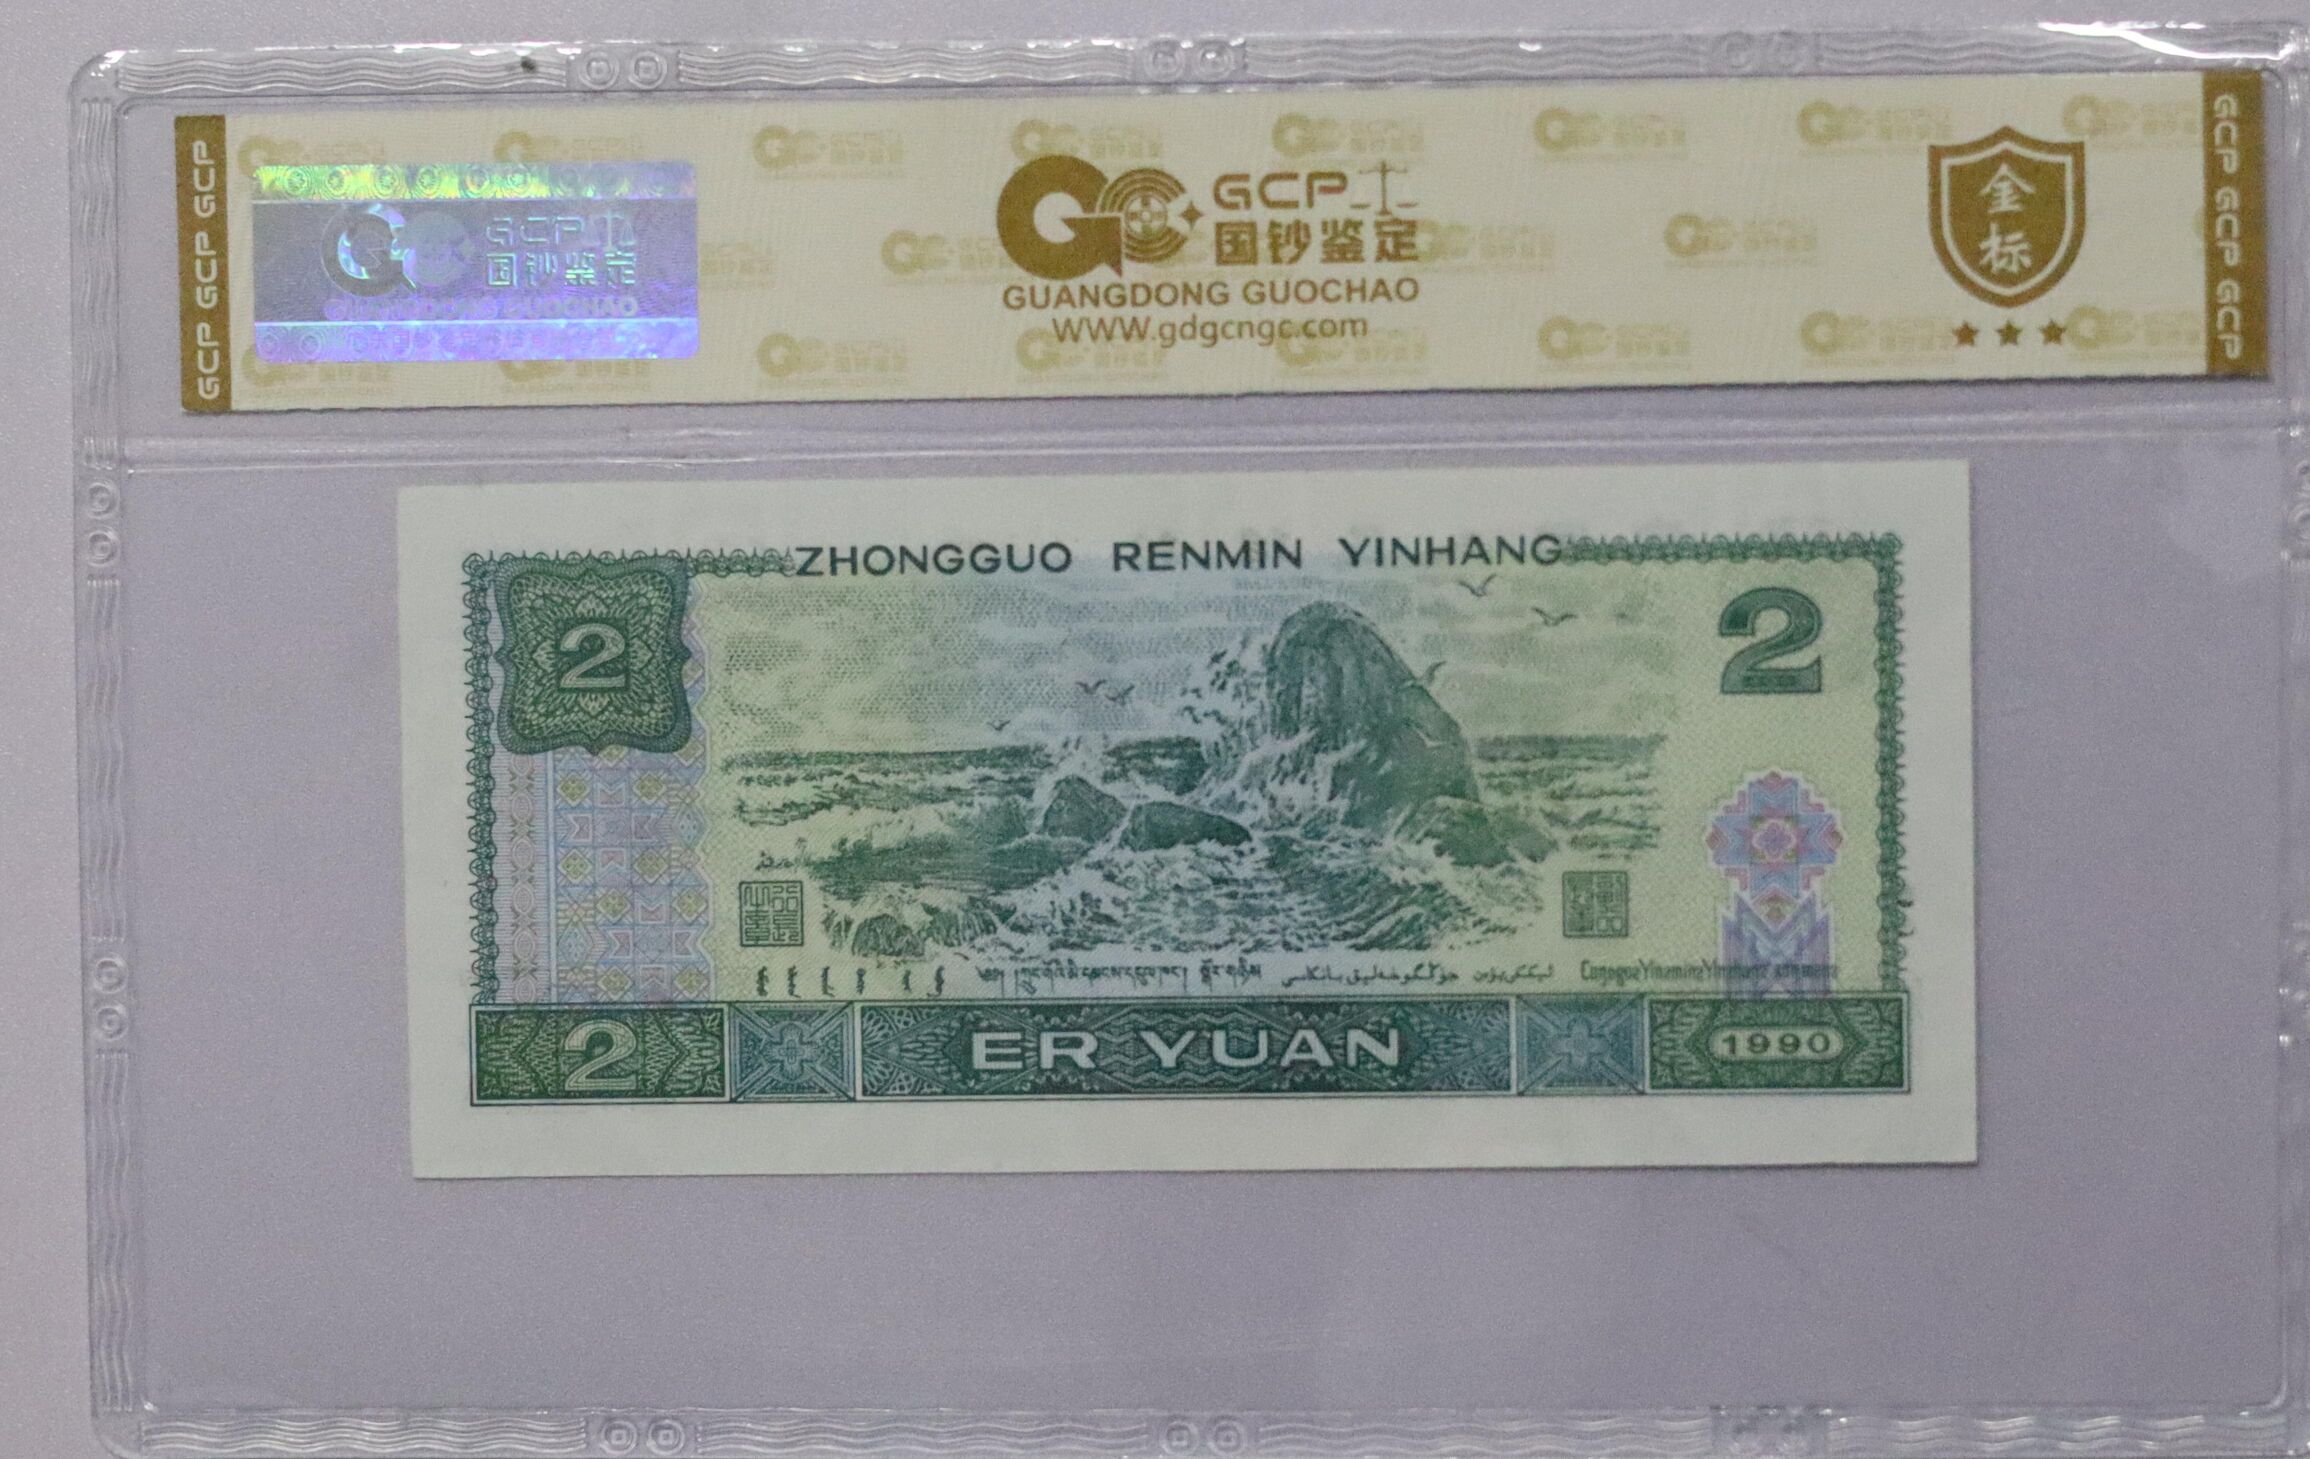 GCP GCP GCP
GCP
国钞鉴定
GUANGDONG GUOCHAO
GCP
国钞鉴定
GUANGDONG GUOCHAO
WWW.gdgcngc.com
金标
GCP GCP GCP
ZHONGGUO RENMIN YINHANG
2
2
2
ER YUAN
1990